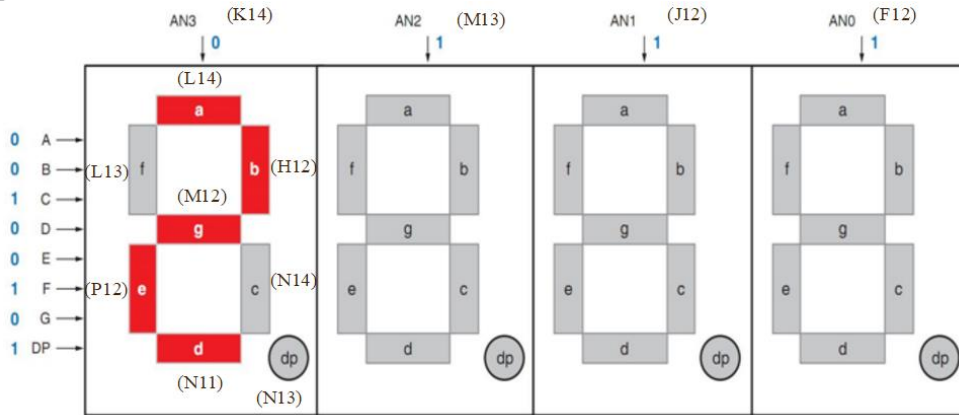 AN3 (K14) AN2 (M13) AN1 (J12) AN0 (F12)
0 1 1 1
(L14)
a a a a
0 A
0 B (L13) f b (H12) f b f b f b
1 C (M12)
0 D g g g g
0 E
1 F (P12) e c (N14) e c e c e c
0 G
1 DP d dp d dp d dp d dp
(N11)
(N13)